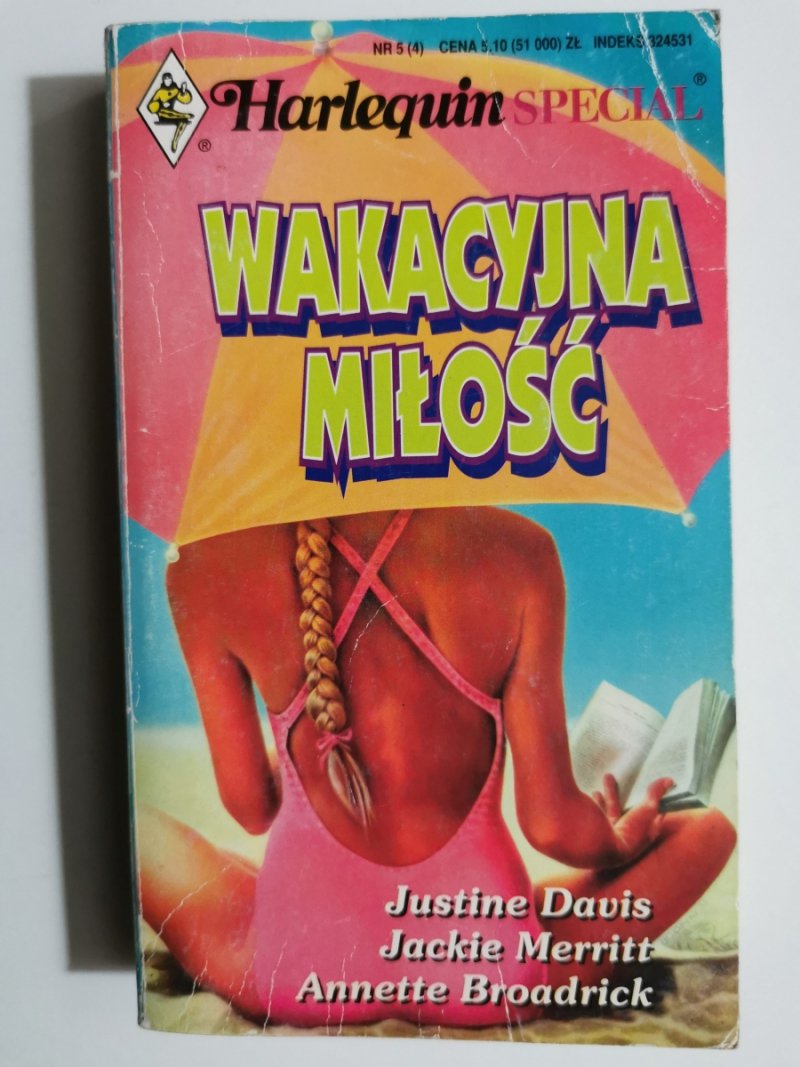 NR 5 (4) CENA 5.10 (51 000) ZŁ INDEKS 324531
Harlequin SPECIAL®
®
WAKACYJNA
MIŁOŚĆ
Justine Davis
Jackie Merritt
Annette Broadrick